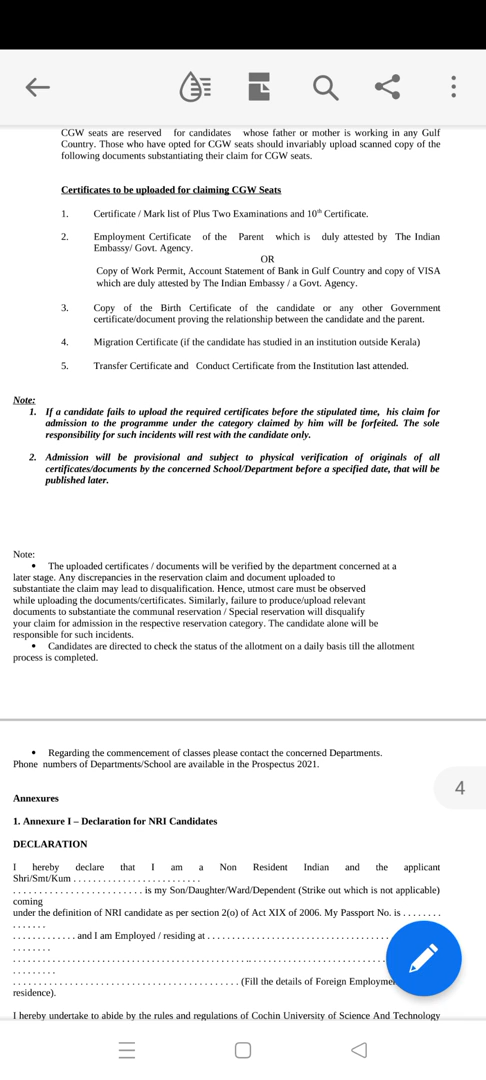 CGW seats are reserved for candidates whose father or mother is working in any Gulf
Country. Those who have opted for CGW seats should invariably upload scanned copy of the
following documents substantiating their claim for CGW seats.
Certificates to be uploaded for claiming CGW Seats
1. Certificate / Mark list of Plus Two Examinations and 10th Certificate.
2. Employment Certificate of the Parent which is duly attested by The Indian
Embassy/ Govt. Agency.
OR
Copy of Work Permit, Account Statement of Bank in Gulf Country and copy of VISA
which are duly attested by The Indian Embassy / a Govt. Agency.
3. Copy of the Birth Certificate of the candidate or any other Government
certificate/document proving the relationship between the candidate and the parent.
4. Migration Certificate (if the candidate has studied in an institution outside Kerala)
5. Transfer Certificate and Conduct Certificate from the Institution last attended.
Note:
1. If a candidate fails to upload the required certificates before the stipulated time, his claim for
admission to the programme under the category claimed by him will be forfeited. The sole
responsibility for such incidents will rest with the candidate only.
2. Admission will be provisional and subject to physical verification of originals of all
certificates/documents by the concerned School/Department before a specified date, that will be
published later.
Note:
• The uploaded certificates / documents will be verified by the department concerned at a
later stage. Any discrepancies in the reservation claim and document uploaded to
substantiate the claim may lead to disqualification. Hence, utmost care must be observed
while uploading the documents/certificates. Similarly, failure to produce/upload relevant
documents to substantiate the communal reservation / Special reservation will disqualify
your claim for admission in the respective reservation category. The candidate alone will be
responsible for such incidents.
• Candidates are directed to check the status of the allotment on a daily basis till the allotment
process is completed.
• Regarding the commencement of classes please contact the concerned Departments.
Phone numbers of Departments/School are available in the Prospectus 2021.
4
Annexures
1. Annexure I – Declaration for NRI Candidates
DECLARATION
I hereby declare that I am a Non Resident Indian and the applicant
Shri/Smt/Kum . . . . . . . . . . . . . . . . . . . . . . . . .
. . . . . . . . . . . . . . . . . . . . . . . . . is my Son/Daughter/Ward/Dependent (Strike out which is not applicable)
coming
under the definition of NRI candidate as per section 2(o) of Act XIX of 2006. My Passport No. is . . . . . . . .
. . . . . . .
. . . . . . . . . . . . . and I am Employed / residing at . . . . . . . . . . . . . . . . . . . . . . . . . . . . . . . . . . . . .
. . . . . . . .
. . . . . . . . . . . . . . . . . . . . . . . . . . . . . . . . . . . . . . . . . . . . . . . .. . . . . . . . . . . . . . . . . . . . . . . . . . . .
. . . . . . . . .
. . . . . . . . . . . . . . . . . . . . . . . . . . . . . . . . . . . . . . . . . . . (Fill the details of Foreign
residence).
I hereby undertake to abide by the rules and regulations of Cochin University of Science And Technology